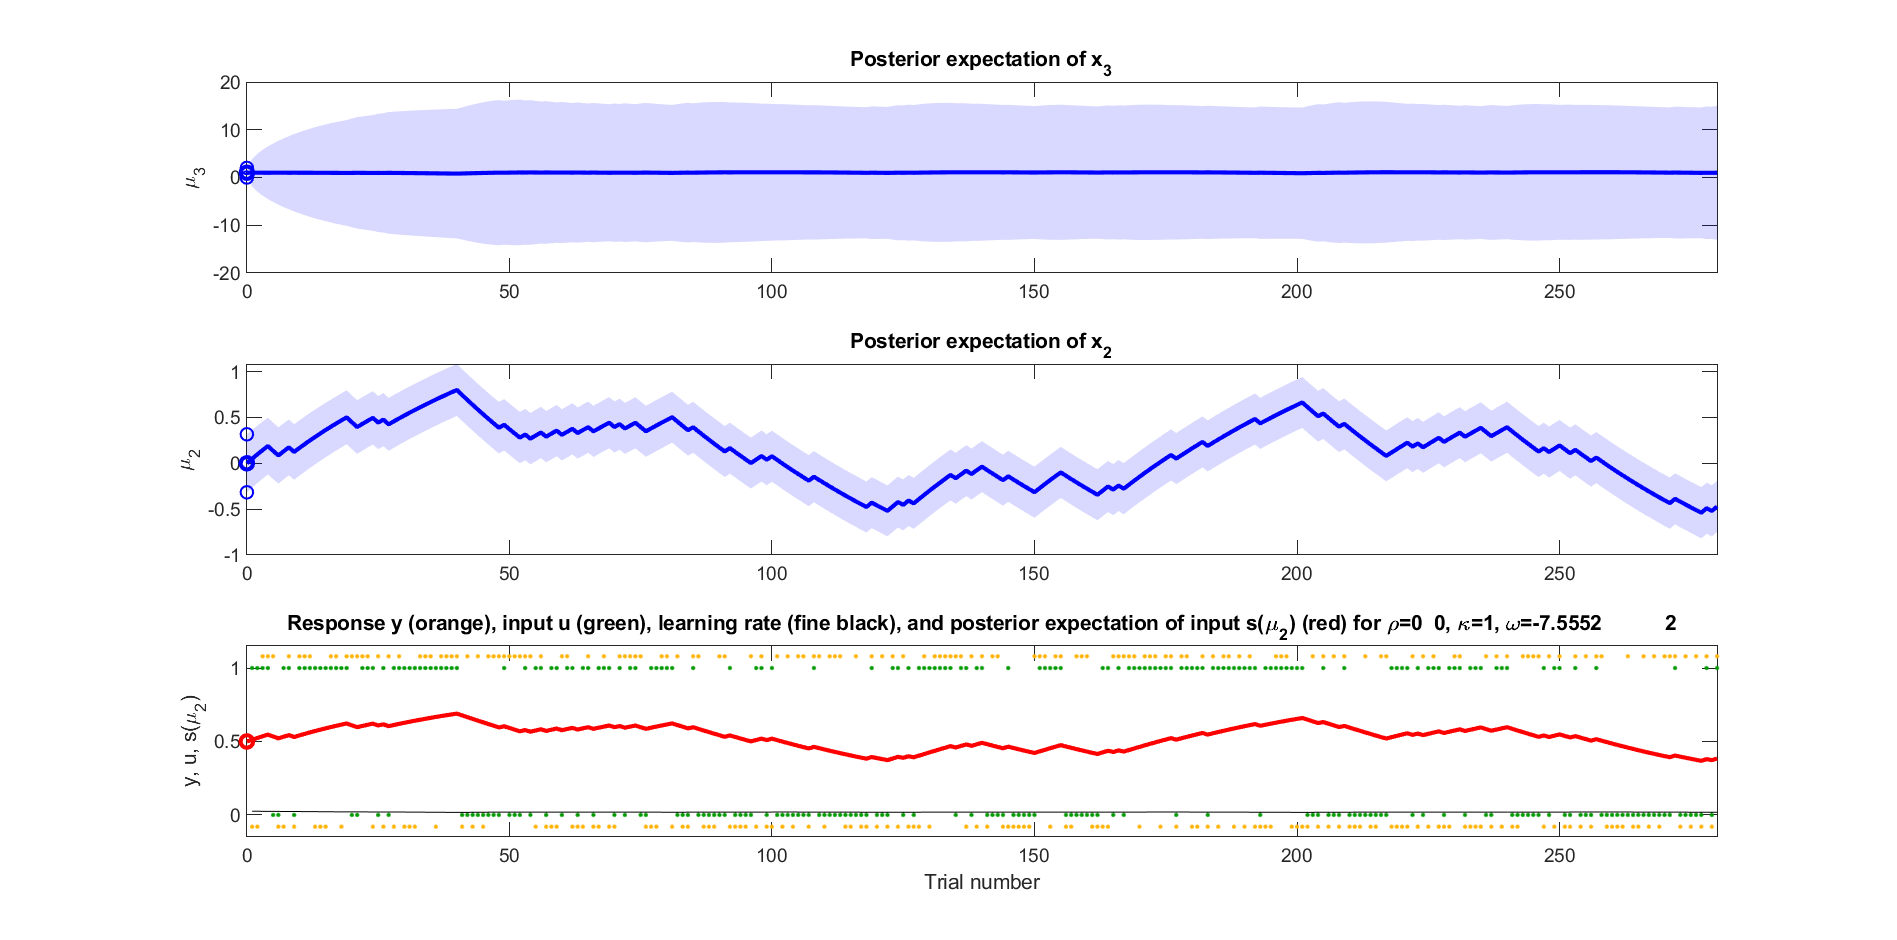 Posterior expectation of x₃
20
10
0
-10
-20
μ₃
0 50 100 150 200 250
Posterior expectation of x₂
1
0.5
0
-0.5
-1
μ₂
0 50 100 150 200 250
Response y (orange), input u (green), learning rate (fine black), and posterior expectation of input s(μ₂) (red) for ρ=0 0, κ=1, ω=-7.5552 2
1
0.5
0
y, u, s(μ₂)
0 50 100 150 200 250
Trial number